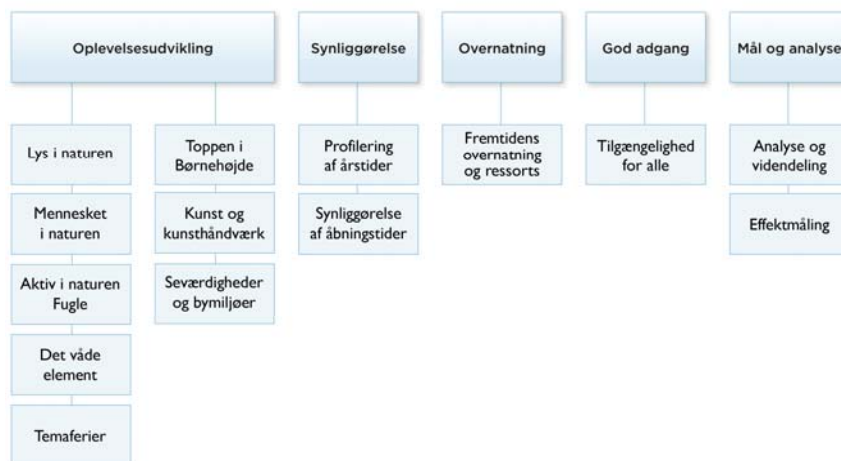 Oplevelsesudvikling
Synliggørelse
Overnatning
God adgang
Mål og analyse
Lys i naturen
Mennesket
i naturen
Aktiv i naturen
Fugle
Det våde
element
Temaferier
Toppen i
Børnehøjde
Kunst og
kunsthåndværk
Seværdigheder
og bymiljøer
Profilering
af årstider
Synliggørelse
af åbningstider
Fremtidens
overnatning
og ressorts
Tilgængelighed
for alle
Analyse og
videndeling
Effektmåling